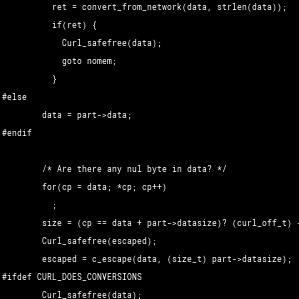 ret = convert_from_network(data, strlen(data));
if(ret) {
Curl_safefree(data);
goto nomem;
}
#else
data = part->data;
#endif
/* Are there any nul byte in data? */
for(cp = data; *cp; cp++)
;
size = (cp == data + part->datasize)? (curl_off_t) -
Curl_safefree(escaped);
escaped = c_escape(data, (size_t) part->datasize);
#ifdef CURL_DOES_CONVERSIONS
Curl_safefree(data);